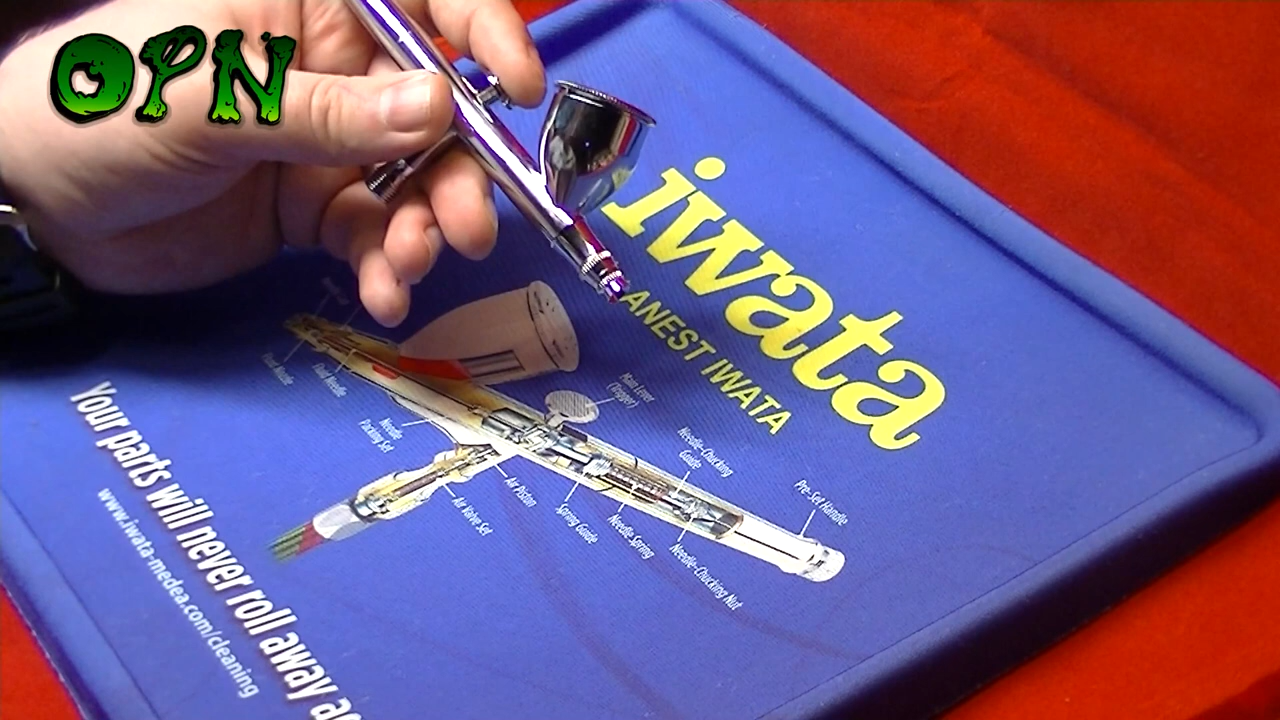 OPN
iwata
ANEST IWATA
Main Lever
(Trigger)
Needle
Packing Set
Needle-Chucking
Guide
Pre-Set Handle
Air Piston
Air Valve Set
Spring Guide
Needle Spring
Needle-Chucking Nut
Your parts will never roll away
www.iwata-medea.com/cleaning